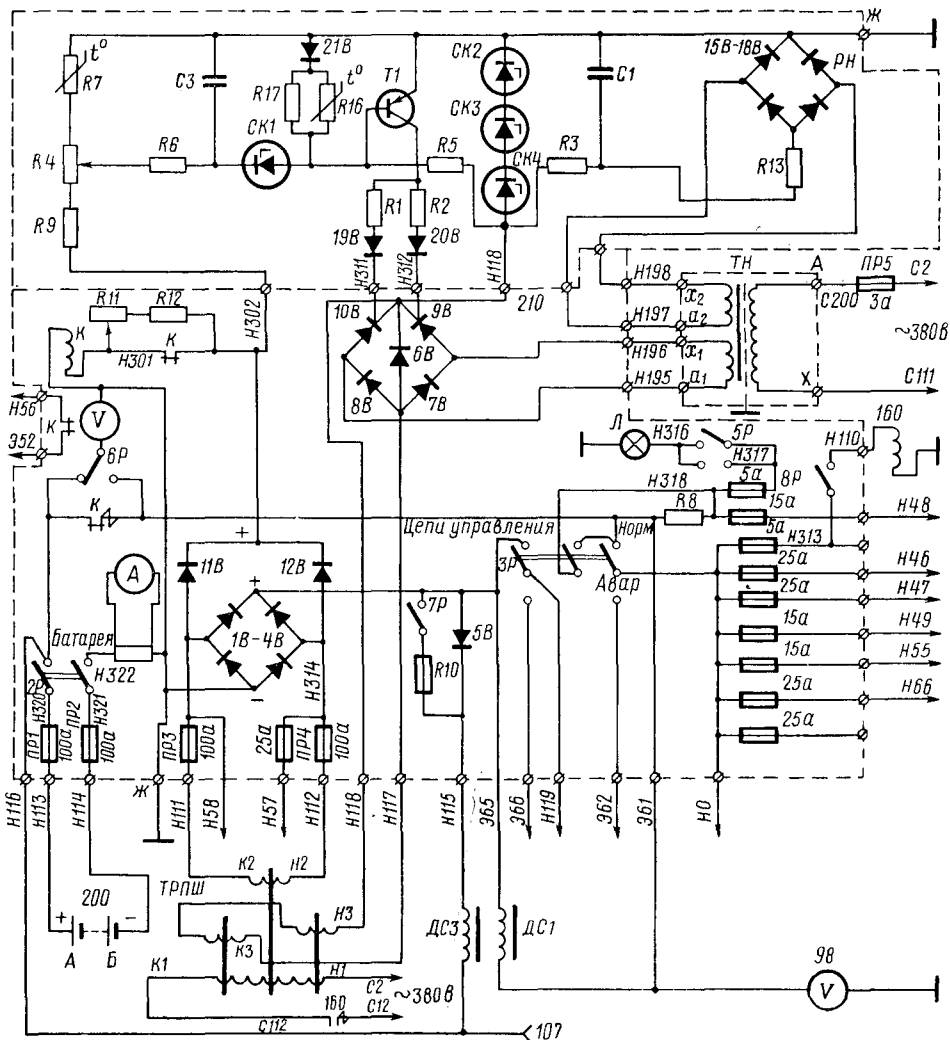 Ж
21В
СК2
15В-18В
РН
t°
R7
С3
R17
t°
R16
Т1
СК3
С1
R4
R6
СК1
R5
СК4
R3
R13
R9
R1
R2
19В
20В
Н311
Н312
Н118
Н302
210
10В
9В
6В
8В
7В
Н198
Н197
Н196
Н195
х2
а2
х1
а1
ТН
А
Х
ПР5
3а
С2
С200
~380В
С111
R11
R12
К
Н301
К
Н56
К
Э52
V
6Р
К
Л
Н316
5Р
Н317
Н318
5а
8Р
Н110
160
R8
15а
Н48
5а
Н313
Цепи управления
Норм
3Р
Авар
25а
Н46
25а
Н47
15а
Н49
15а
Н55
25а
Н66
25а
А
+
11В
12В
+
1В-4В
−
Н314
7Р
5В
R10
Батарея
2Р
Н322
Н320
Н321
ПР1
100а
ПР2
100а
ПР3
100а
25а
ПР4
100а
Ж
Н116
Н113
Н114
Н111
Н58
Н57
Н112
Н118
Н117
Н115
Э65
Э66
Н119
Э62
Э61
Н0
К2
Н2
ТРПШ
Н3
К3
К1
Н1
С2
~380В
160
С12
С112
200
+
−
А
Б
ДС3
ДС1
98
V
107